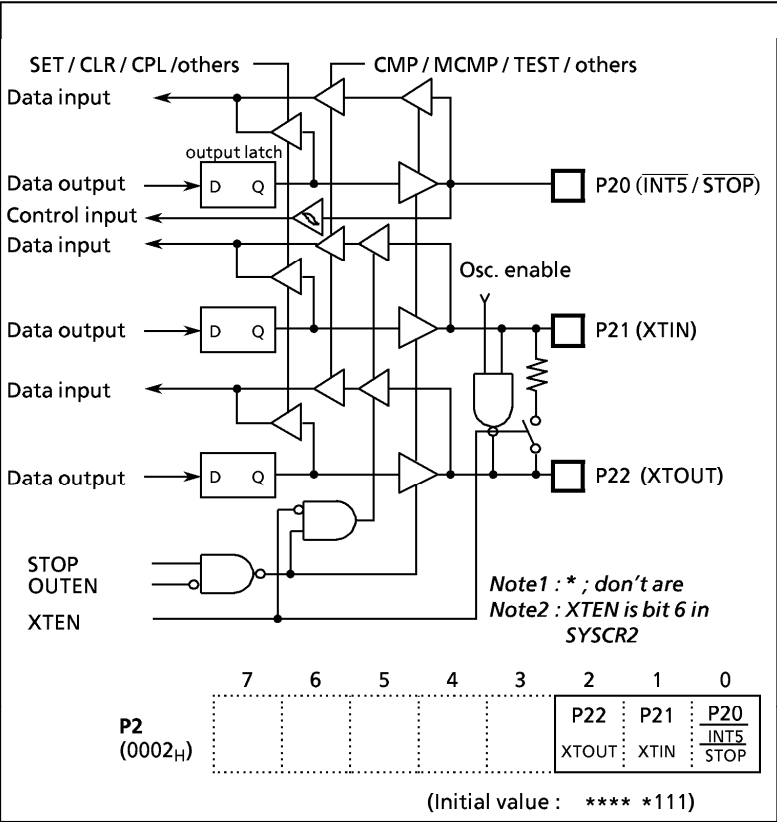 SET / CLR / CPL /others
CMP / MCMP / TEST / others
Data input
output latch
Data output
D Q
P20 (INT5 / STOP)
Control input
Data input
Osc. enable
Data output
D Q
P21 (XTIN)
Data input
Data output
D Q
P22 (XTOUT)
STOP
OUTEN
XTEN
Note1 : * ; don't are
Note2 : XTEN is bit 6 in
SYSCR2
7 6 5 4 3 2 1 0
P2
(0002H)
P22 P21 P20
XTOUT XTIN INT5
STOP
(Initial value : **** *111)